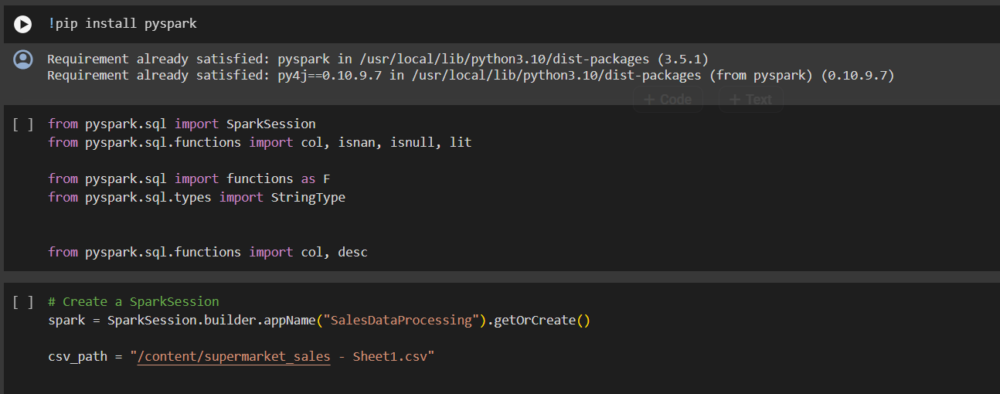 !pip install pyspark
Requirement already satisfied: pyspark in /usr/local/lib/python3.10/dist-packages (3.5.1)
Requirement already satisfied: py4j==0.10.9.7 in /usr/local/lib/python3.10/dist-packages (from pyspark) (0.10.9.7)
+ Code + Text
[ ] from pyspark.sql import SparkSession
from pyspark.sql.functions import col, isnan, isnull, lit
from pyspark.sql import functions as F
from pyspark.sql.types import StringType
from pyspark.sql.functions import col, desc
[ ] # Create a SparkSession
spark = SparkSession.builder.appName("SalesDataProcessing").getOrCreate()
csv_path = "/content/supermarket_sales - Sheet1.csv"